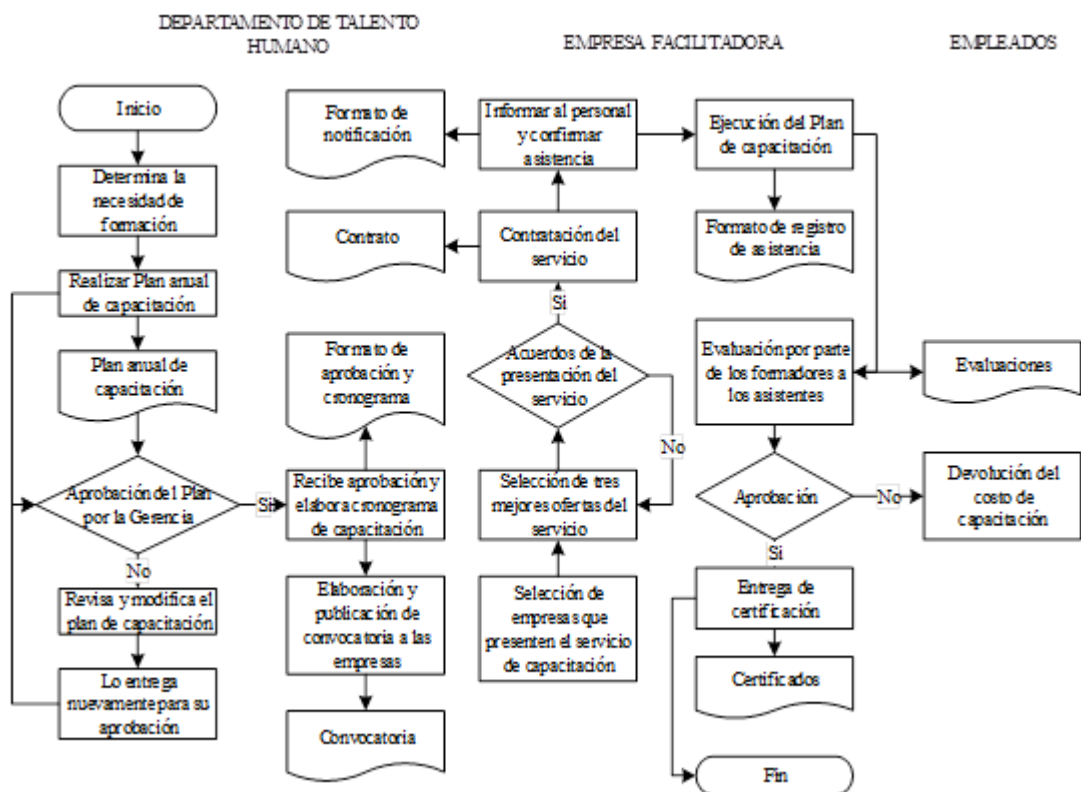 DEPARTAMENTO DE TALENTO
HUMANO
EMPRESA FACILITADORA
EMPLEADOS
Inicio
Determina la
necesidad de
formación
Realizar Plan anual
de capacitación
Plan anual de
capacitación
Aprobación del Plan
por la Gerencia
No
Revisa y modifica el
plan de capacitación
Lo entrega
nuevamente para su
aprobación
Si
Formato de
notificación
Contrato
Formato de
aprobación y
cronograma
Recibe aprobación y
elabora cronograma
de capacitación
Elaboración y
publicación de
convocatoria a las
empresas
Convocatoria
Informar al personal
y confirmar
asistencia
Contratación del
servicio
Si
Acuerdos de la
presentación del
servicio
No
Selección de tres
mejores ofertas del
servicio
Selección de
empresas que
presenten el servicio
de capacitación
Ejecución del Plan
de capacitación
Formato de registro
de asistencia
Evaluación por parte
de los formadores a
los asistentes
Aprobación
No
Si
Entrega de
certificación
Certificados
Fin
Evaluaciones
Devolución del
costo de
capacitación